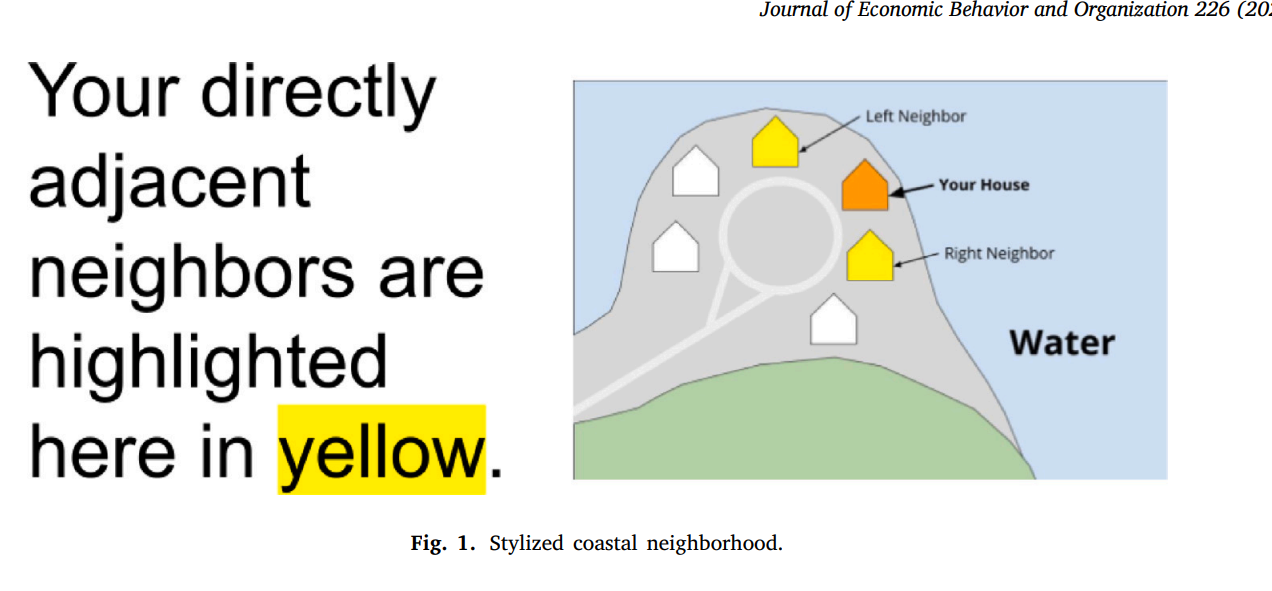 Journal of Economic Behavior and Organization 226 (202
Your directly
adjacent
neighbors are
highlighted
here in yellow.
Left Neighbor
Your House
Right Neighbor
Water
Fig. 1. Stylized coastal neighborhood.